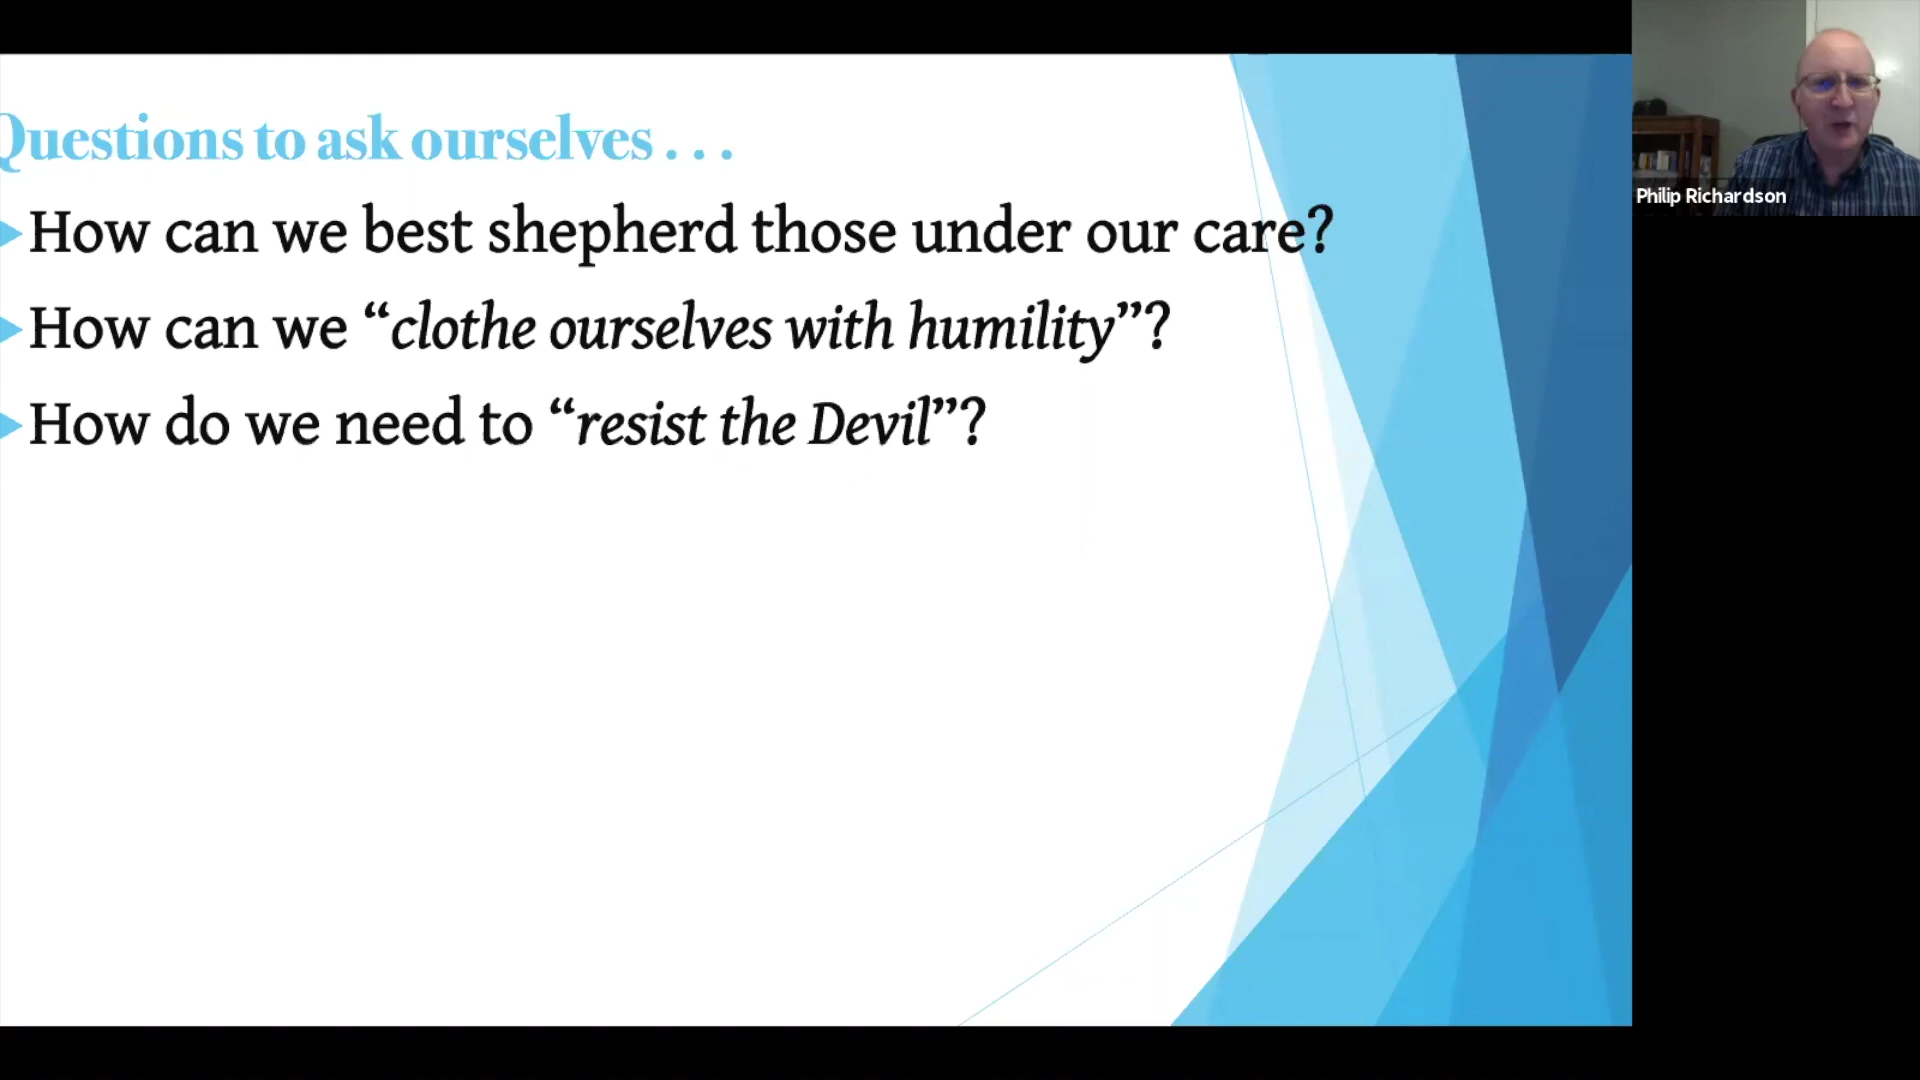 Questions to ask ourselves . . .
How can we best shepherd those under our care?
How can we “clothe ourselves with humility”?
How do we need to “resist the Devil”?
Philip Richardson